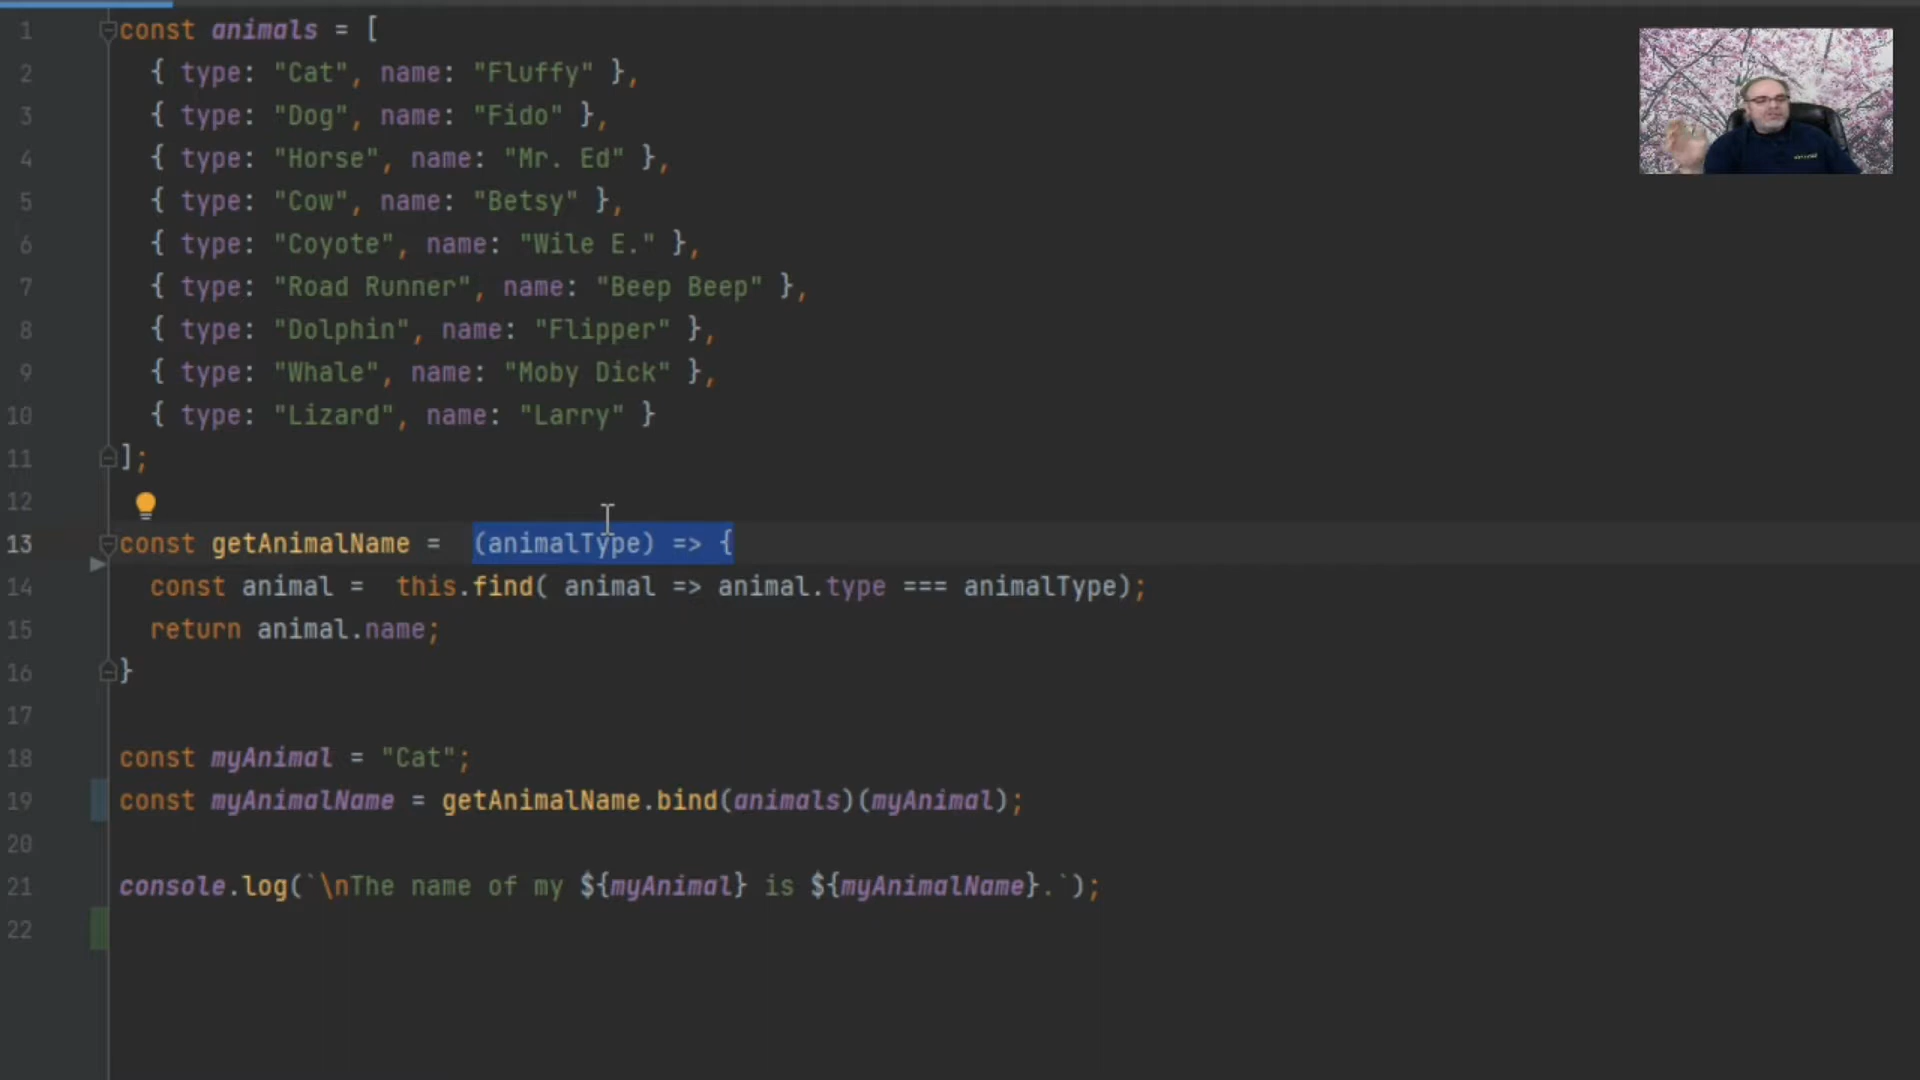 1 const animals = [
2 { type: "Cat", name: "Fluffy" },
3 { type: "Dog", name: "Fido" },
4 { type: "Horse", name: "Mr. Ed" },
5 { type: "Cow", name: "Betsy" },
6 { type: "Coyote", name: "Wile E." },
7 { type: "Road Runner", name: "Beep Beep" },
8 { type: "Dolphin", name: "Flipper" },
9 { type: "Whale", name: "Moby Dick" },
10 { type: "Lizard", name: "Larry" }
11 ];
12
13 const getAnimalName =  (animalType) => {
14 const animal =  this.find( animal => animal.type === animalType);
15 return animal.name;
16 }
17
18 const myAnimal = "Cat";
19 const myAnimalName = getAnimalName.bind(animals)(myAnimal);
20
21 console.log(`\nThe name of my ${myAnimal} is ${myAnimalName}.`);
22